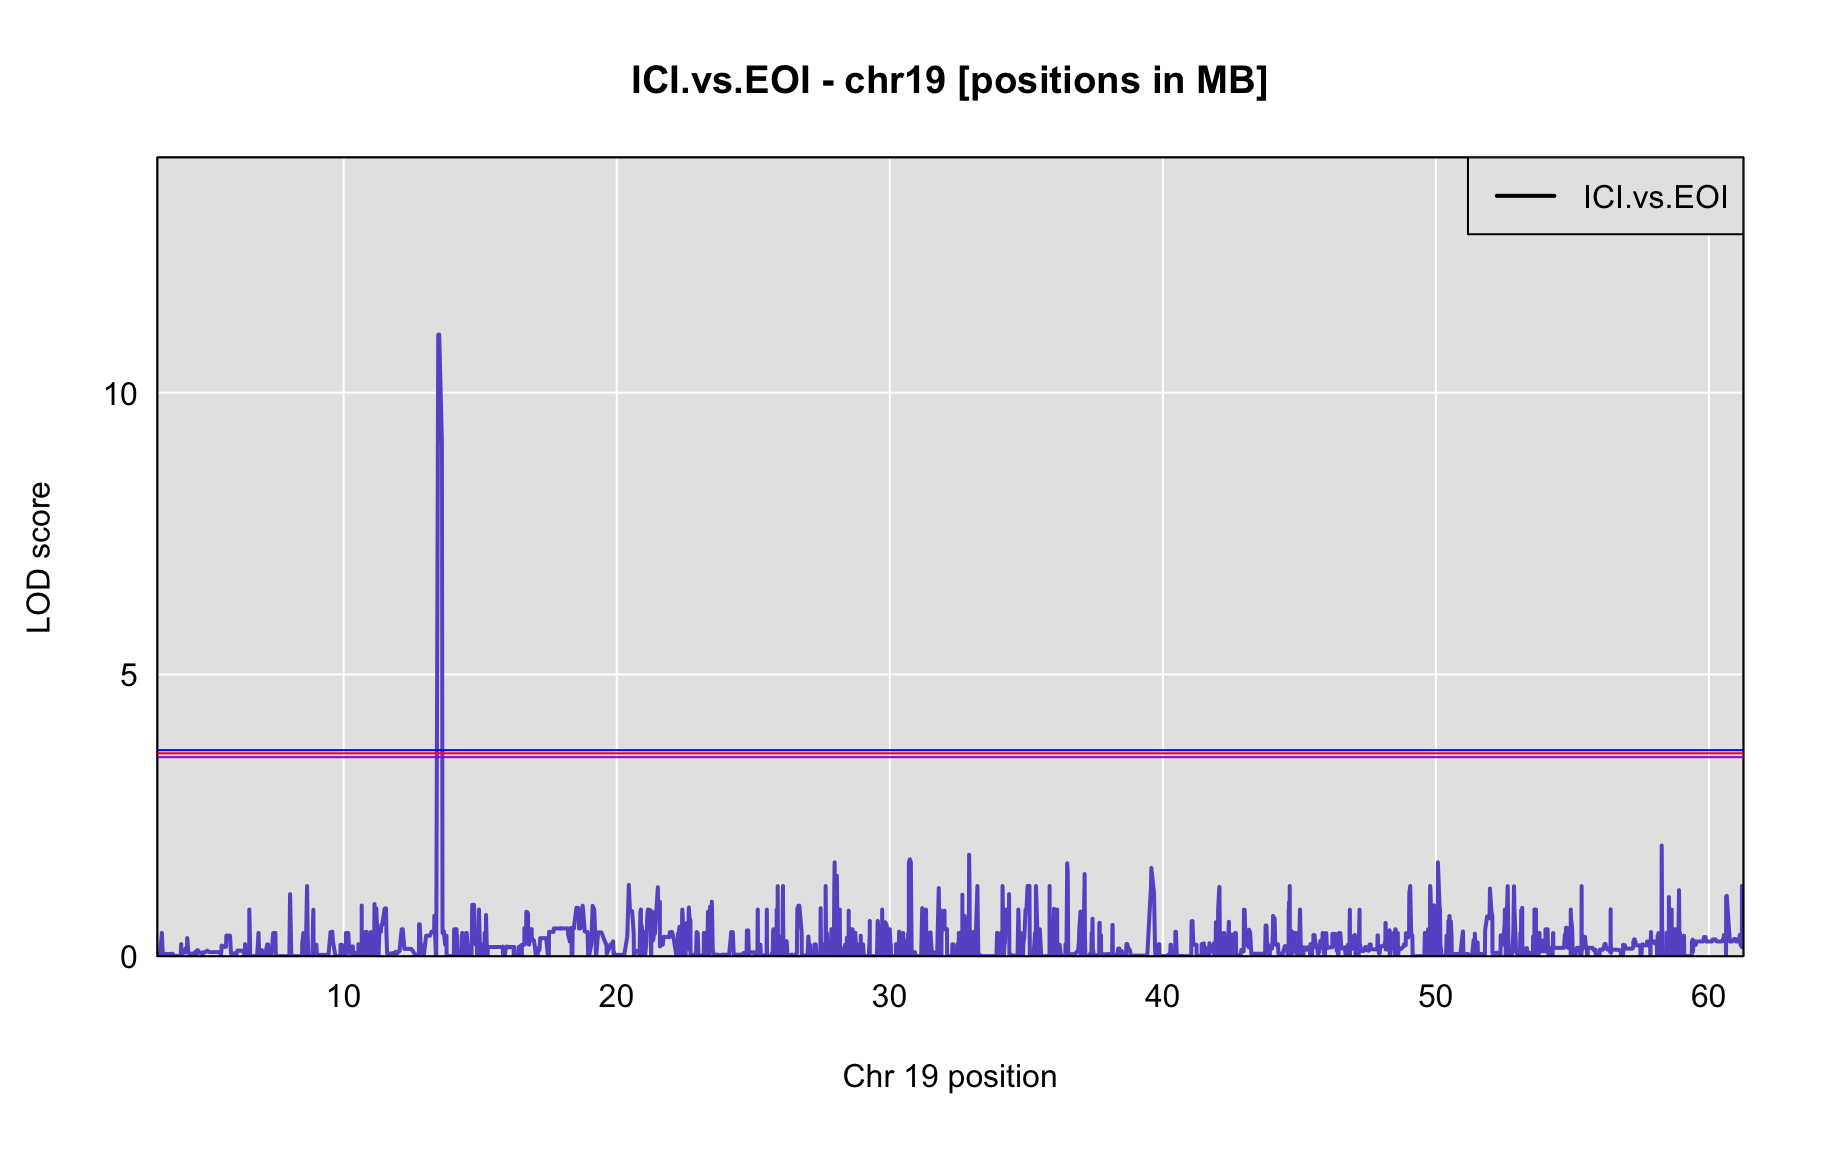 ICI.vs.EOI - chr19 [positions in MB]
ICI.vs.EOI
LOD score
10
5
0
10 20 30 40 50 60
Chr 19 position